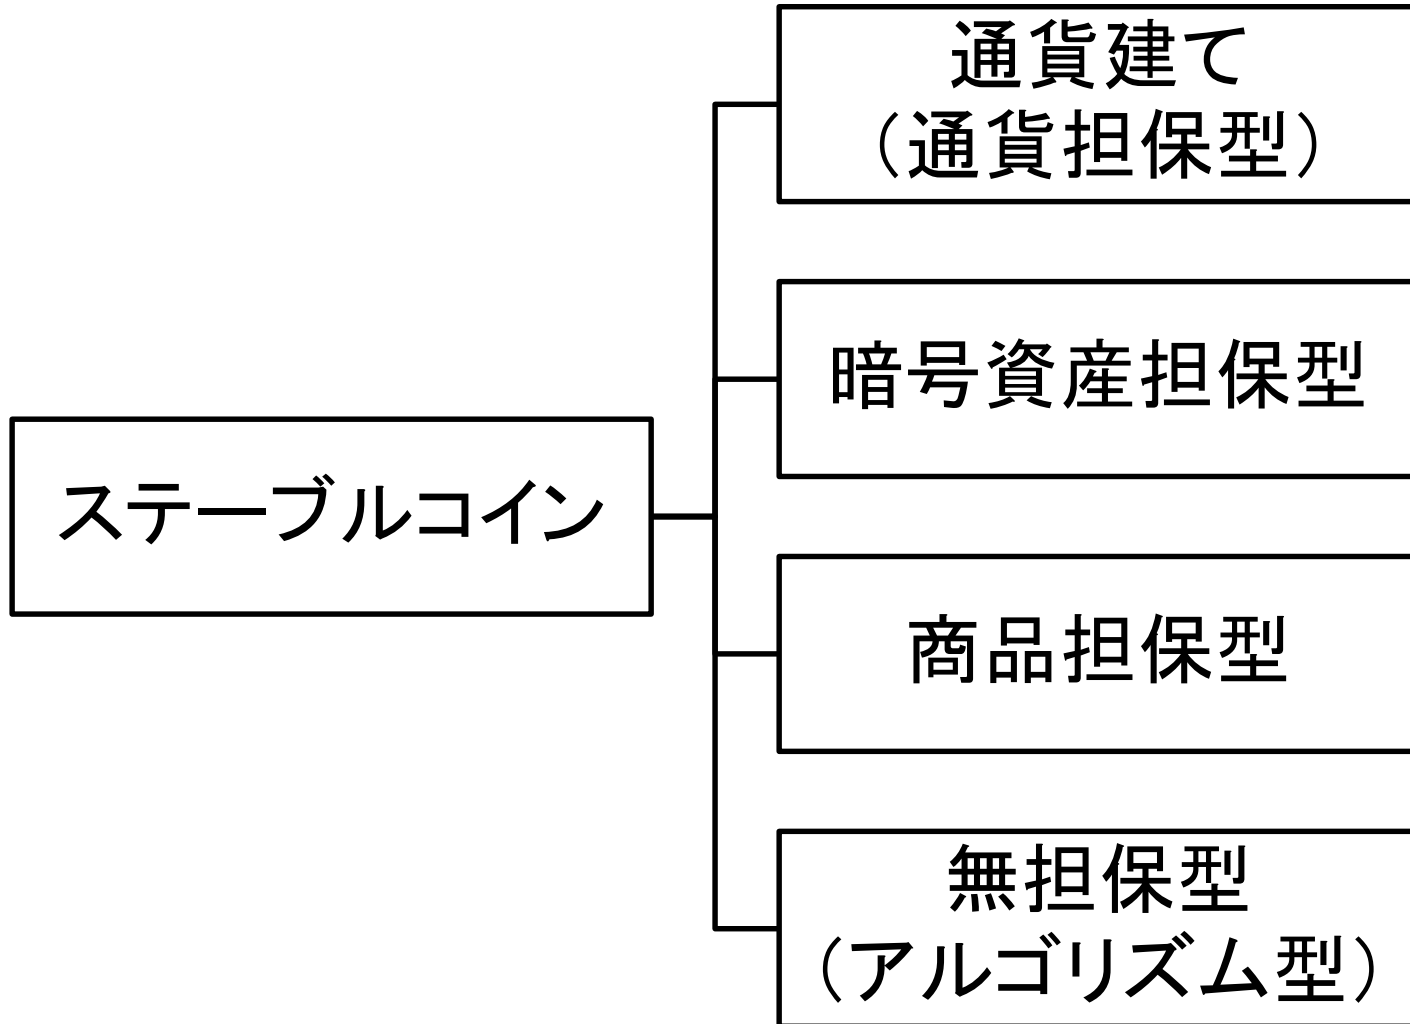 通貨建て
（通貨担保型）
暗号資産担保型
ステーブルコイン
商品担保型
無担保型
（アルゴリズム型）